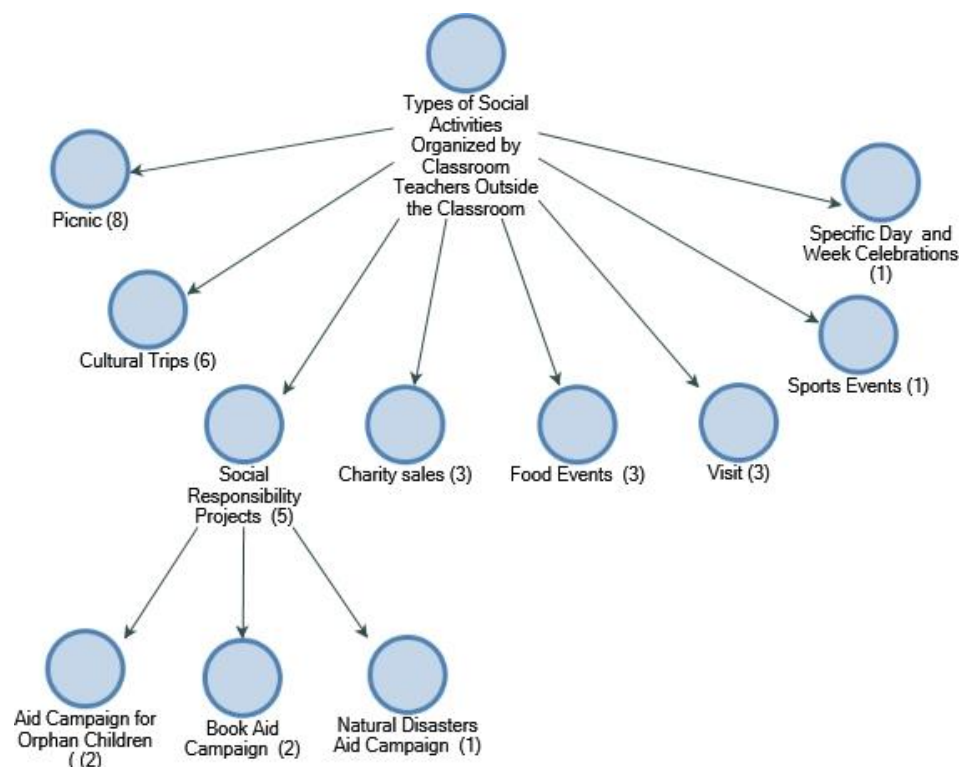 Types of Social
Activities
Organized by
Classroom
Teachers Outside
the Classroom
Picnic (8)
Specific Day and
Week Celebrations
(1)
Cultural Trips (6)
Sports Events (1)
Social
Responsibility
Projects (5)
Charity sales (3)
Food Events (3)
Visit (3)
Aid Campaign for
Orphan Children
( (2)
Book Aid
Campaign (2)
Natural Disasters
Aid Campaign (1)